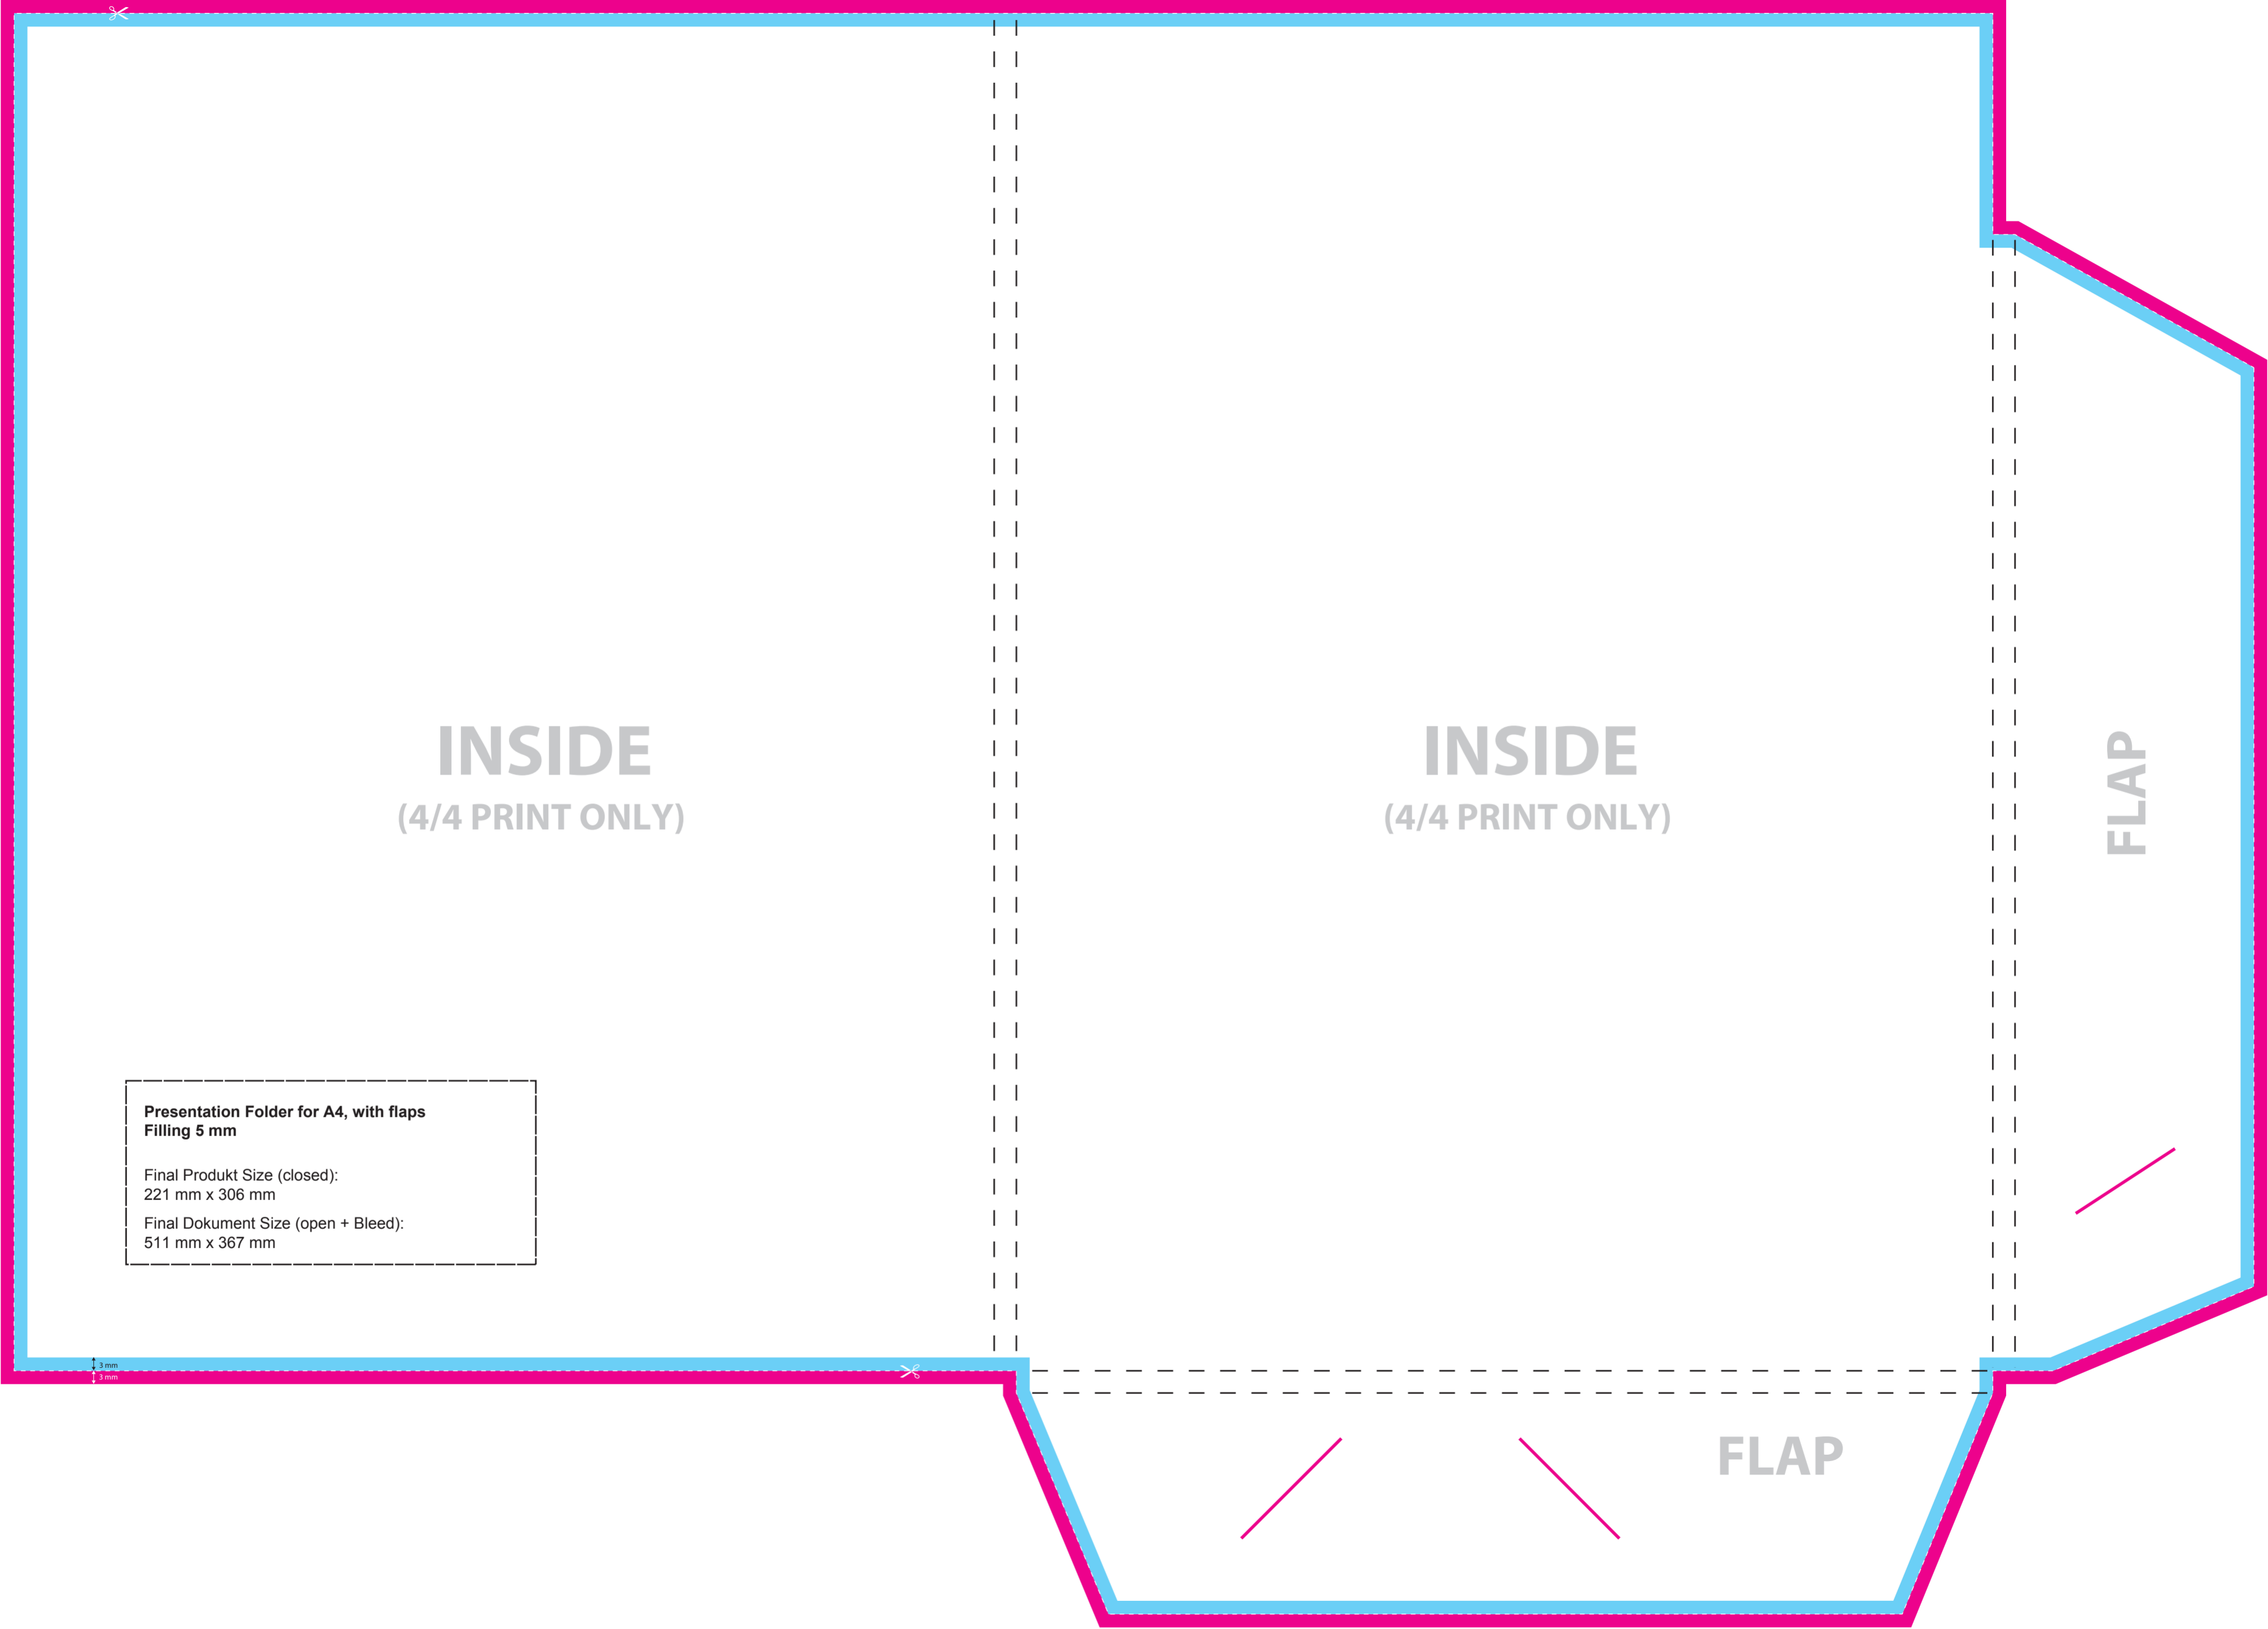 INSIDE
(4/4 PRINT ONLY)
INSIDE
(4/4 PRINT ONLY)
FLAP
Presentation Folder for A4, with flaps
Filling 5 mm
Final Produkt Size (closed):
221 mm x 306 mm
Final Dokument Size (open + Bleed):
511 mm x 367 mm
3 mm
3 mm
FLAP